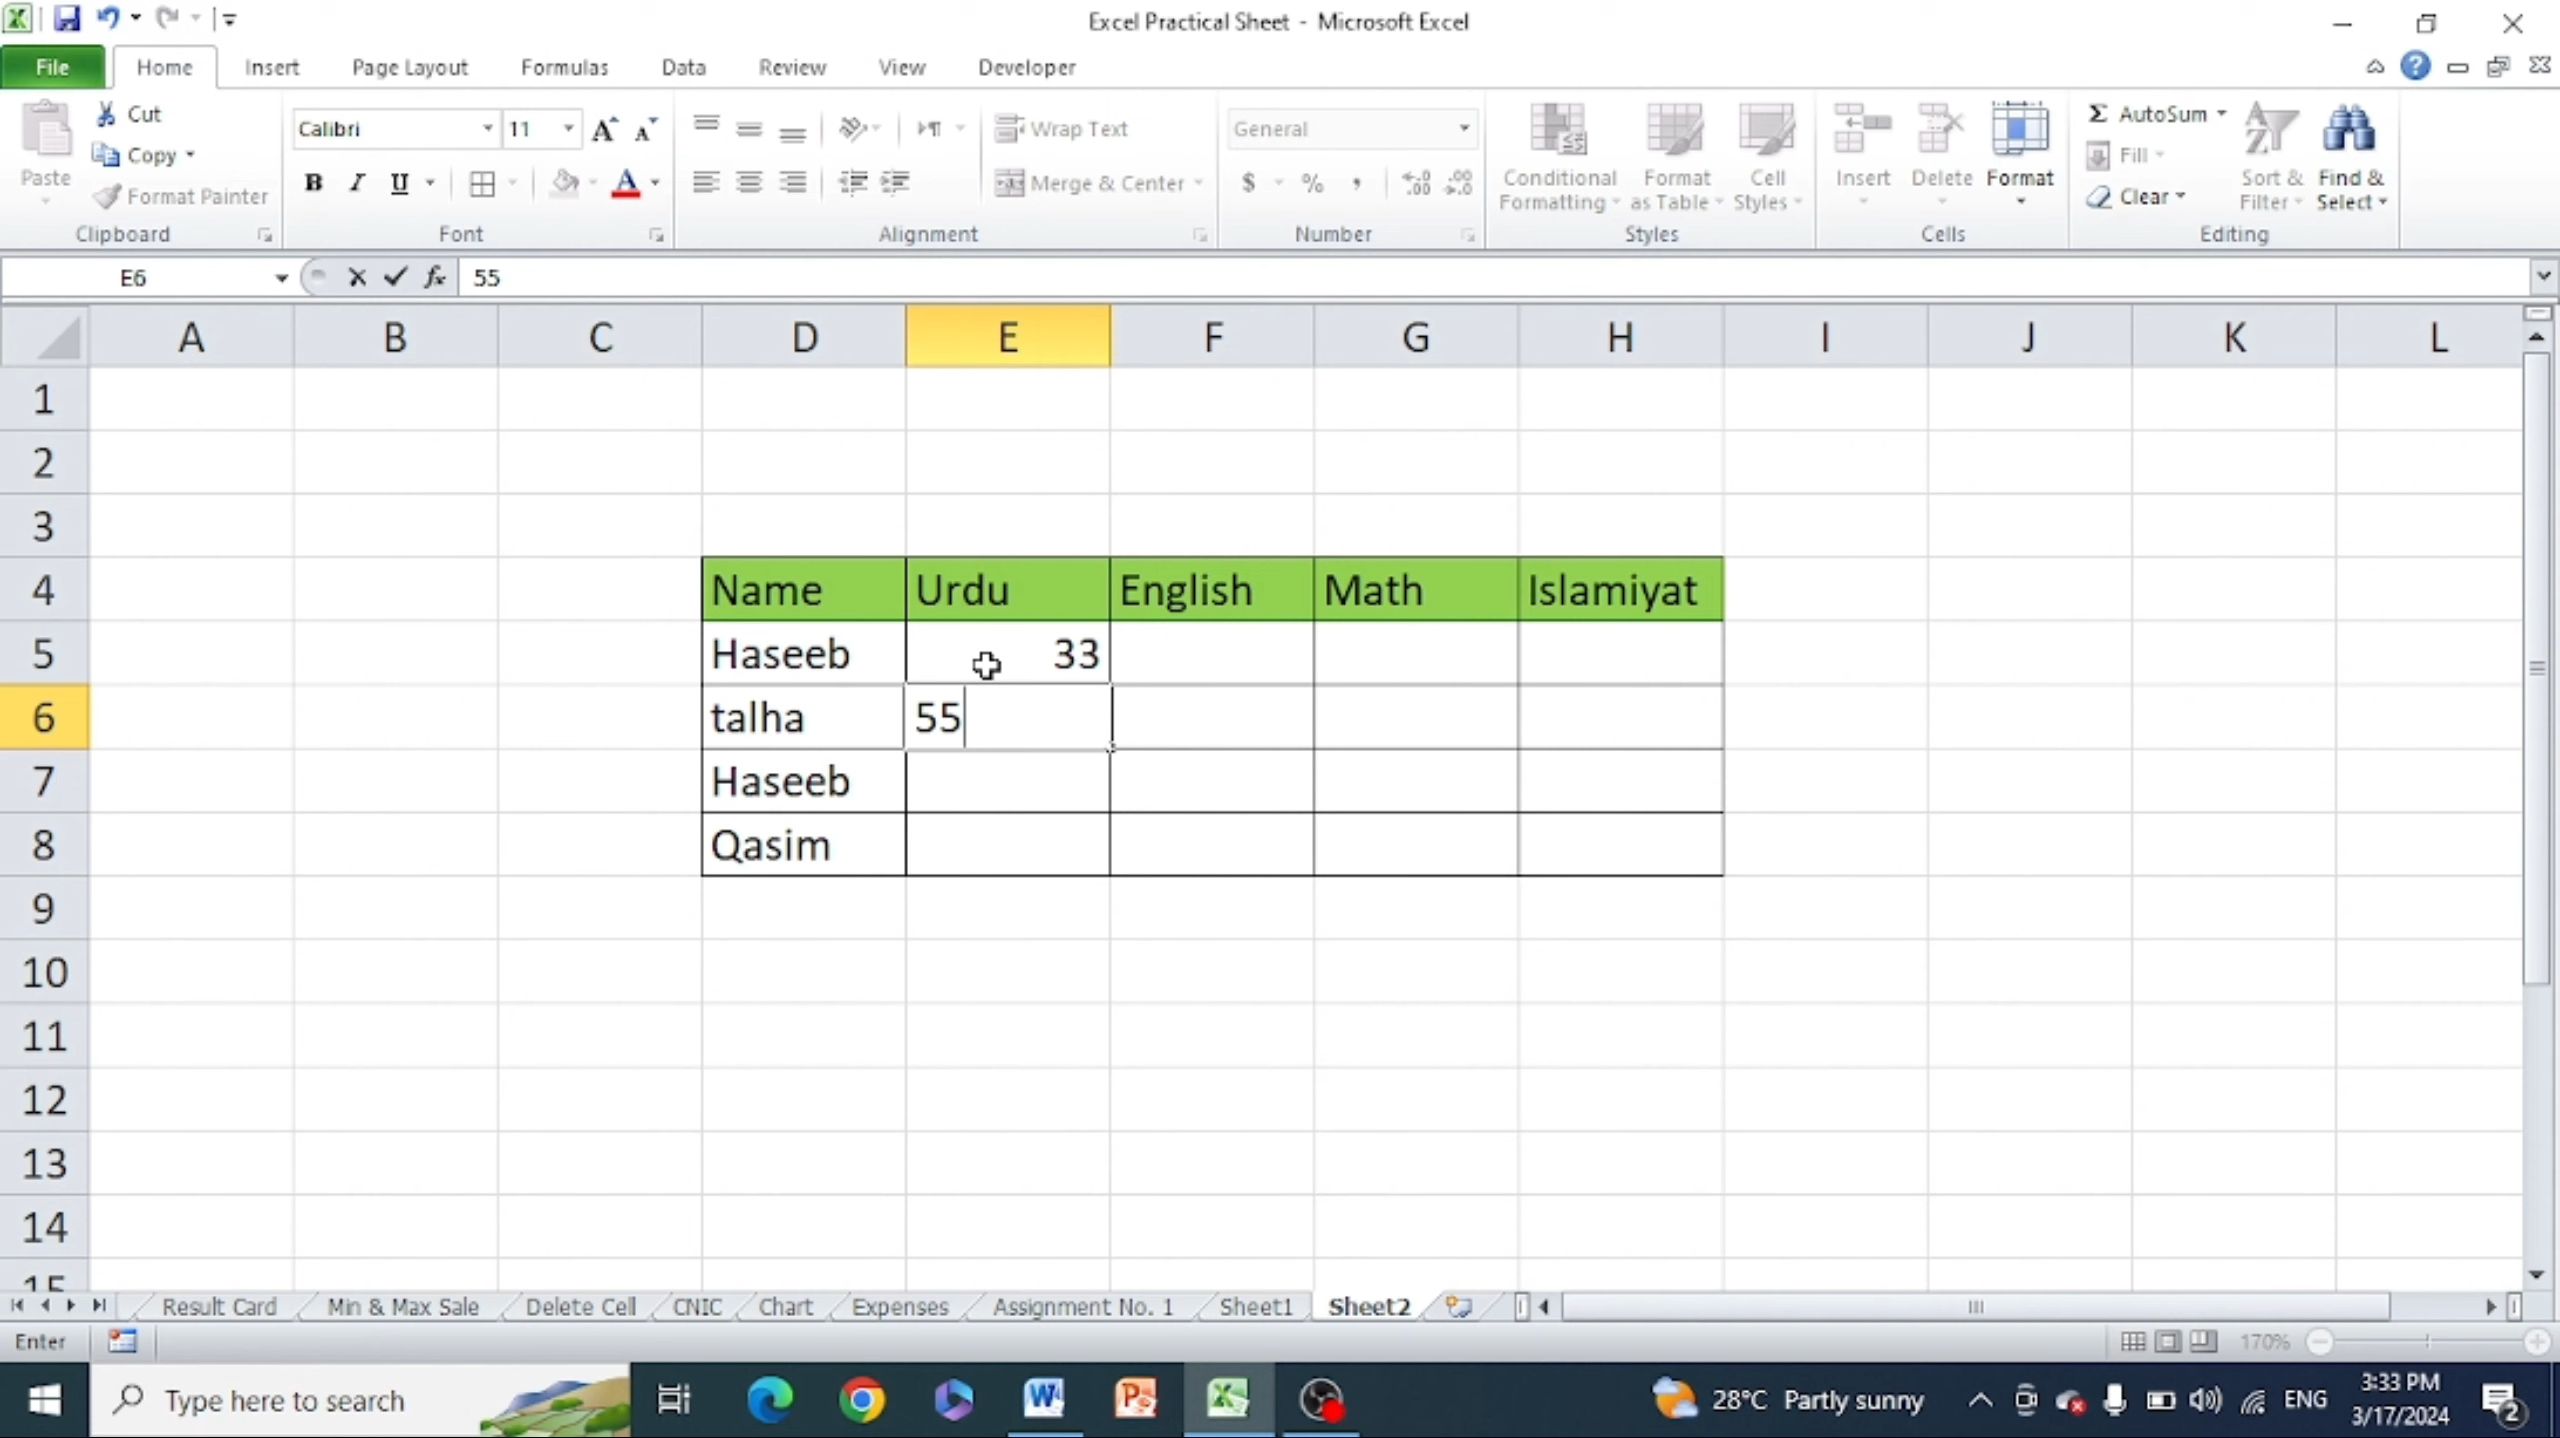 Excel Practical Sheet - Microsoft Excel
File Home Insert Page Layout Formulas Data Review View Developer
Paste
Cut
Copy
Format Painter
Clipboard
Calibri 11
B I U
Font
Wrap Text
Merge & Center
Alignment
General
$ % ,
Number
Conditional Formatting
Format as Table
Cell Styles
Styles
Insert Delete Format
Cells
AutoSum
Fill
Clear
Sort & Filter
Find & Select
Editing
E6 fx 55
A B C D E F G H I J K L
1
2
3
4 Name Urdu English Math Islamiyat
5 Haseeb 33
6 talha 55
7 Haseeb
8 Qasim
9
10
11
12
13
14
15
Result Card Min & Max Sale Delete Cell CNIC Chart Expenses Assignment No. 1 Sheet1 Sheet2
Enter 170%
Type here to search 28°C Partly sunny ENG 3:33 PM
3/17/2024 2